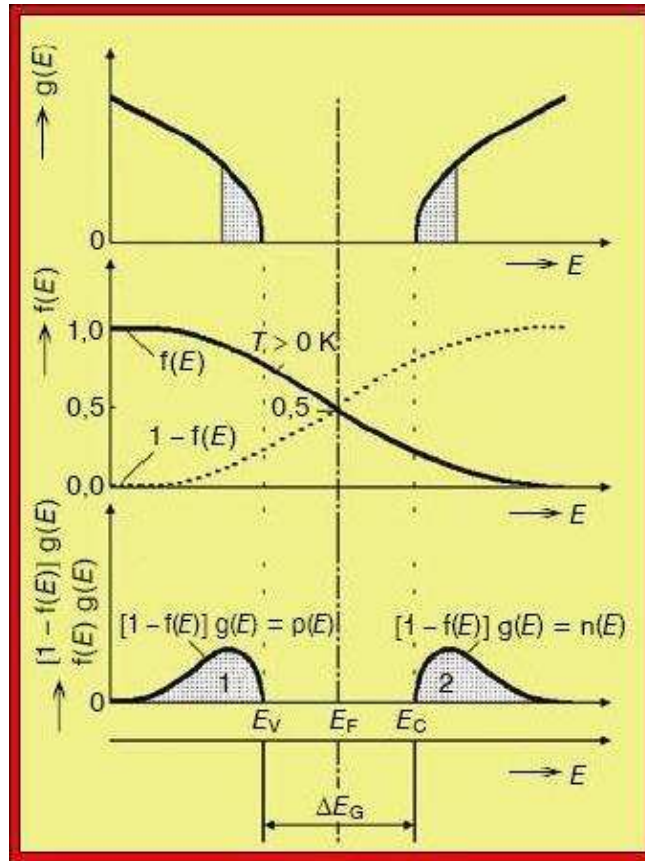 g(E)
0
E
f(E)
1,0
T > 0 K
f(E)
0,5
0,5
1 – f(E)
0,0
E
[1 – f(E)] g(E)
f(E) g(E)
[1 – f(E)] g(E) = p(E)
[1 – f(E)] g(E) = n(E)
1
2
0
EV
EF
EC
E
ΔEG